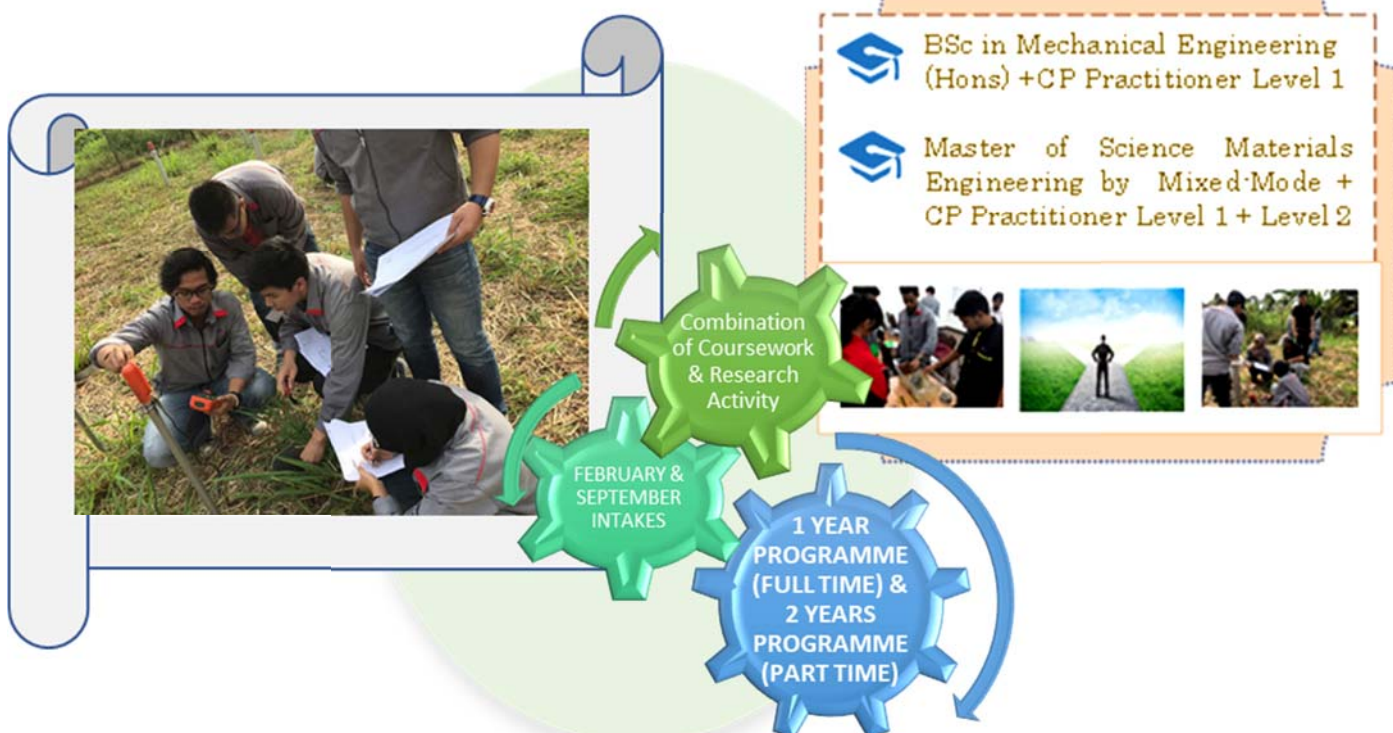 BSc in Mechanical Engineering
(Hons) +CP Practitioner Level 1
Master of Science Materials
Engineering by Mixed-Mode +
CP Practitioner Level 1 + Level 2
Combination
of Coursework
& Research
Activity
FEBRUARY &
SEPTEMBER
INTAKES
1 YEAR
PROGRAMME
(FULL TIME) &
2 YEARS
PROGRAMME
(PART TIME)